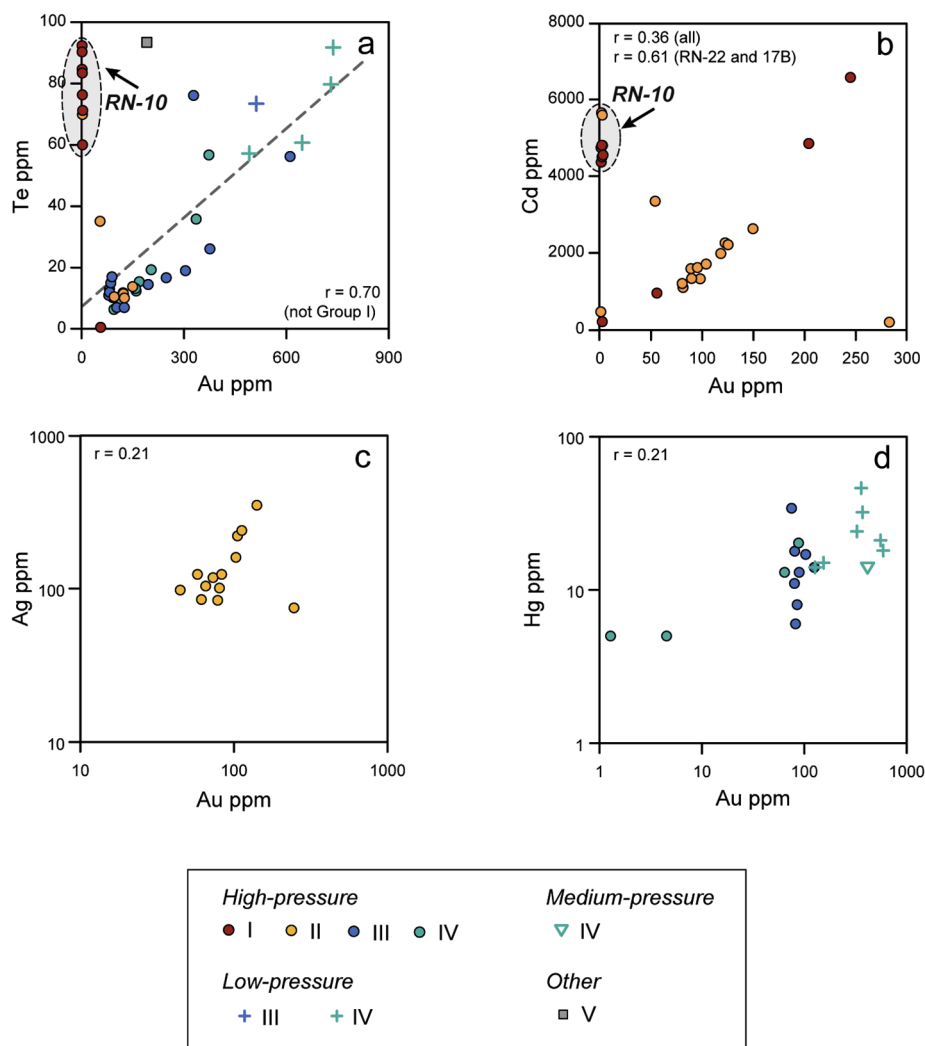 100
80
60
40
20
0
Te ppm
a
RN-10
r = 0.70
(not Group I)
0 300 600 900
Au ppm
8000
6000
4000
2000
0
Cd ppm
r = 0.36 (all)
r = 0.61 (RN-22 and 17B)
b
RN-10
0 50 100 150 200 250 300
Au ppm
1000
100
10
Ag ppm
r = 0.21
c
10 100 1000
Au ppm
100
10
1
Hg ppm
r = 0.21
d
1 10 100 1000
Au ppm
High-pressure
I II III IV
Medium-pressure
IV
Low-pressure
III IV
Other
V